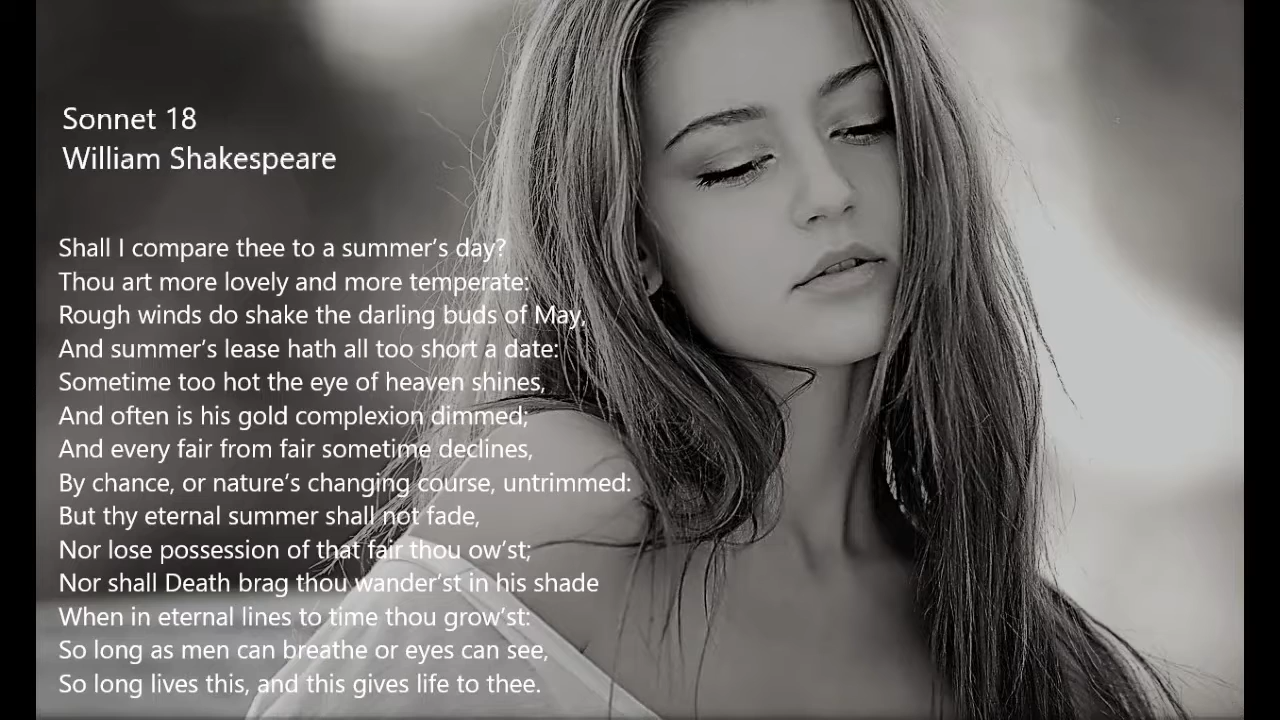 Sonnet 18
William Shakespeare
Shall I compare thee to a summer’s day?
Thou art more lovely and more temperate:
Rough winds do shake the darling buds of May,
And summer’s lease hath all too short a date:
Sometime too hot the eye of heaven shines,
And often is his gold complexion dimmed;
And every fair from fair sometime declines,
By chance, or nature’s changing course, untrimmed:
But thy eternal summer shall not fade,
Nor lose possession of that fair thou ow’st;
Nor shall Death brag thou wander’st in his shade
When in eternal lines to time thou grow’st:
So long as men can breathe or eyes can see,
So long lives this, and this gives life to thee.